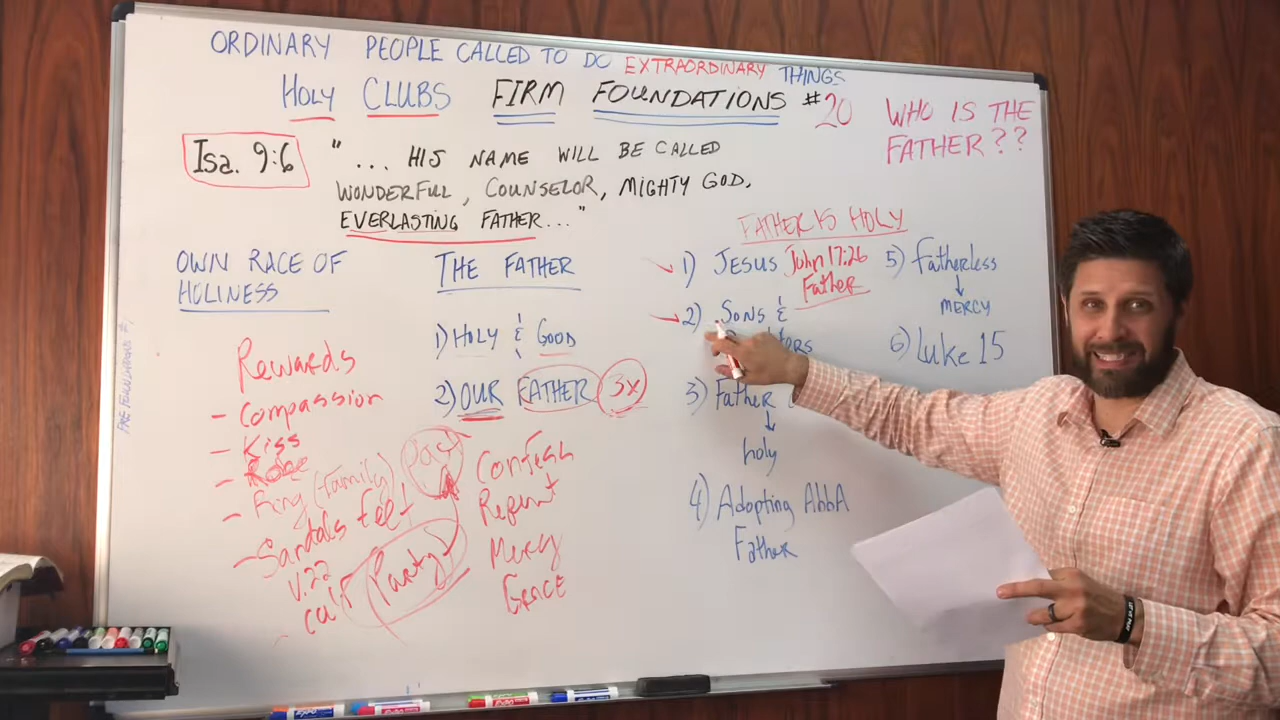 ORDINARY PEOPLE CALLED TO DO EXTRAORDINARY THINGS
HOLY CLUBS FIRM FOUNDATIONS #20
WHO IS THE
FATHER??
Isa. 9:6
"... HIS NAME WILL BE CALLED
WONDERFUL, COUNSELOR, MIGHTY GOD,
EVERLASTING FATHER..."
OWN RACE OF
HOLINESS
Rewards
- Compassion
- Kiss
- Robe
- Ring (family)
- Sandals feet
v.22
calf
Party
THE FATHER
1) HOLY & GOOD
2) OUR FATHER 3x
Confess
Repent
Mercy
GRACE
FATHER IS HOLY
1) JESUS John 17:26
Father
2) SONS &
3) Father
holy
4) Adopting AbbA
Father
5) Fatherless
MERCY
6) Luke 15